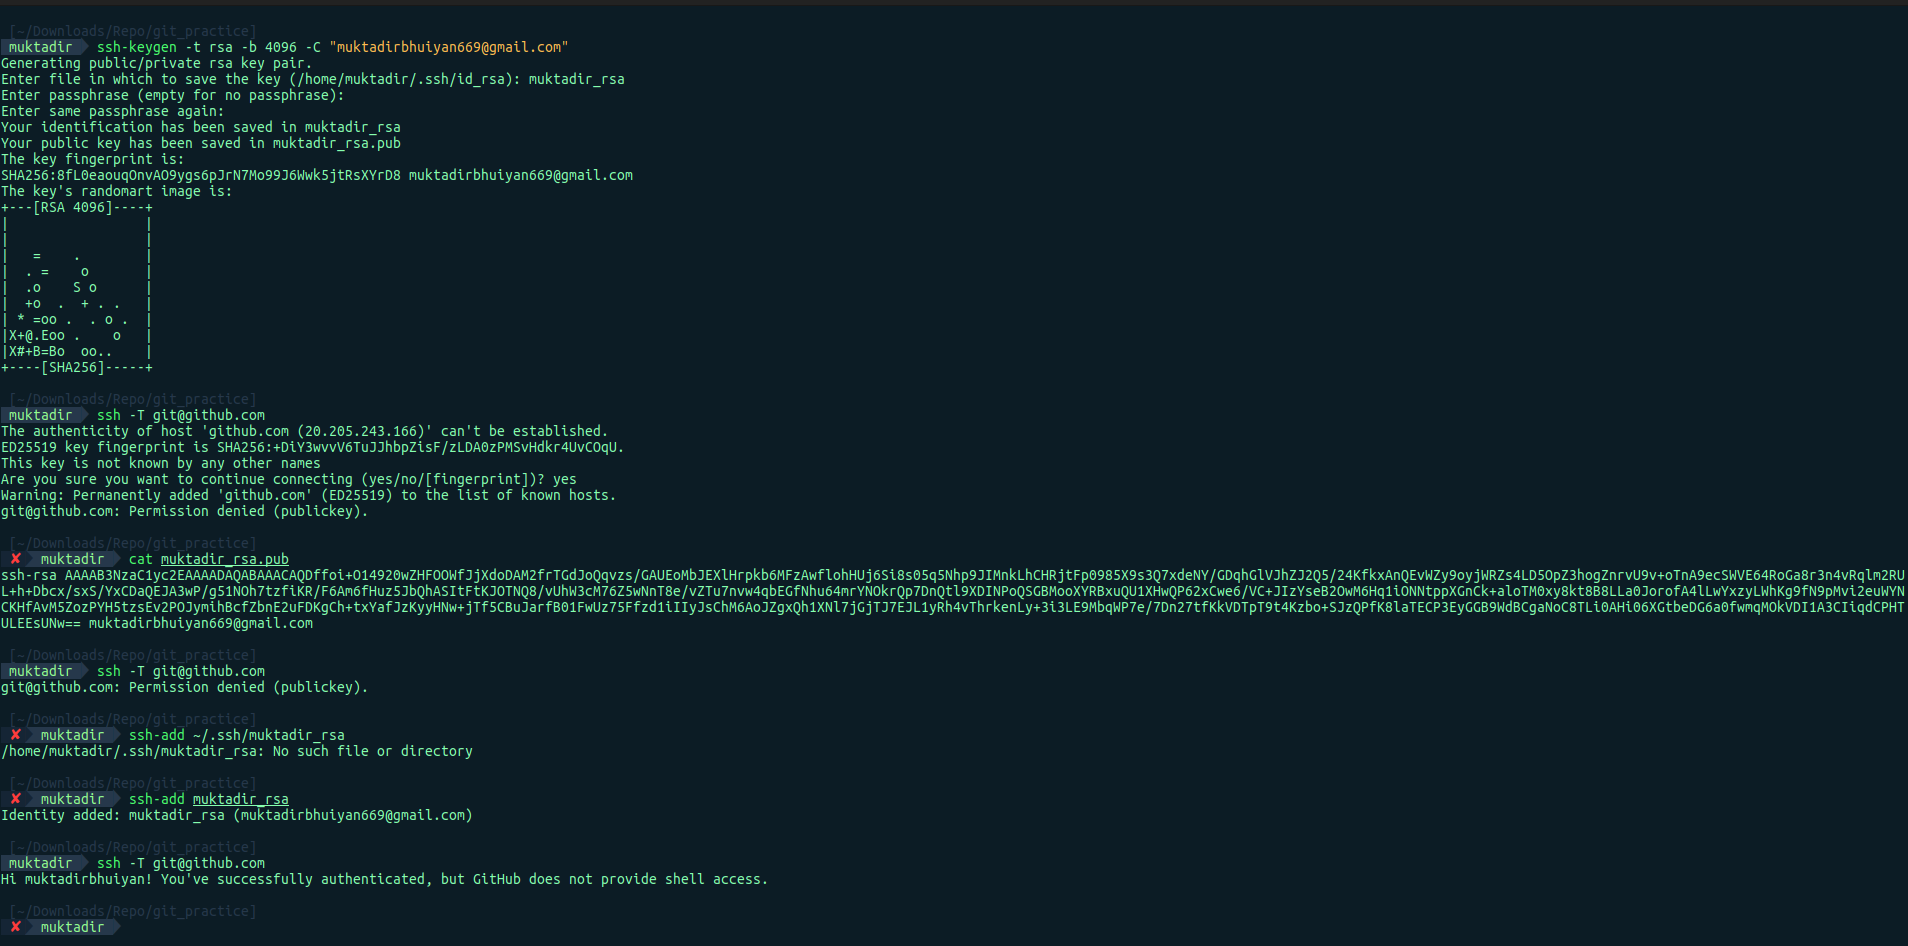 [~/Downloads/Repo/git_practice]
muktadir ssh-keygen -t rsa -b 4096 -C "muktadirbhuiyan669@gmail.com"
Generating public/private rsa key pair.
Enter file in which to save the key (/home/muktadir/.ssh/id_rsa): muktadir_rsa
Enter passphrase (empty for no passphrase):
Enter same passphrase again:
Your identification has been saved in muktadir_rsa
Your public key has been saved in muktadir_rsa.pub
The key fingerprint is:
SHA256:8fL0eaouqOnvAO9ygs6pJrN7Mo99J6Wwk5jtRsXYrD8 muktadirbhuiyan669@gmail.com
The key's randomart image is:
+---[RSA 4096]----+
|                 |
|                 |
|   =    .        |
|  . =    o       |
|  .o    S o      |
|  +o  .  + . .   |
| * =oo .  . o .  |
|X+@.Eoo .    o   |
|X#+B=Bo  oo..    |
+----[SHA256]-----+
[~/Downloads/Repo/git_practice]
muktadir ssh -T git@github.com
The authenticity of host 'github.com (20.205.243.166)' can't be established.
ED25519 key fingerprint is SHA256:+DiY3wvvV6TuJJhbpZisF/zLDA0zPMSvHdkr4UvCOqU.
This key is not known by any other names
Are you sure you want to continue connecting (yes/no/[fingerprint])? yes
Warning: Permanently added 'github.com' (ED25519) to the list of known hosts.
git@github.com: Permission denied (publickey).
[~/Downloads/Repo/git_practice]
✘ muktadir cat muktadir_rsa.pub
ssh-rsa AAAAB3NzaC1yc2EAAAADAQABAAACAQDffoi+O14920wZHFOOWfJjXdoDAM2frTGdJoQqvzs/GAUEoMbJEXlHrpkb6MFzAwflohHUj6Si8s05q5Nhp9JIMnkLhCHRjtFp0985X9s3Q7xdeNY/GDqhGlVJhZJ2Q5/24KfkxAnQEvWZy9oyjWRZs4LD5OpZ3hogZnrvU9v+oTnA9ecSWVE64RoGa8r3n4vRqlm2RU
L+h+Dbcx/sxS/YxCDaQEJA3wP/g51NOh7tzfiKR/F6Am6fHuz5JbQhASItFtKJOTNQ8/vUhW3cM76Z5wNnT8e/vZTu7nvw4qbEGfNhu64mrYNOkrQp7DnQtl9XDINPoQSGBMooXYRBxuQU1XHwQP62xCwe6/VC+JIzYseB2OwM6Hq1iONNtppXGnCk+aloTM0xy8kt8B8LLa0JorofA4lLwYxzyLWhKg9fN9pMvi2euWYN
CKHfAvM5ZozPYH5tzsEv2POJymihBcfZbnE2uFDKgCh+txYafJzKyyHNw+jTf5CBuJarfB01FwUz75Ffzd1iIIyJsChM6AoJZgxQh1XNl7jGjTJ7EJL1yRh4vThrkenLy+3i3LE9MbqWP7e/7Dn27tfKkVDTpT9t4Kzbo+SJzQPfK8laTECP3EyGGB9WdBCgaNoC8TLi0AHi06XGtbeDG6a0fwmqMOkVDI1A3CIiqdCPHT
ULEEsUNw== muktadirbhuiyan669@gmail.com
[~/Downloads/Repo/git_practice]
muktadir ssh -T git@github.com
git@github.com: Permission denied (publickey).
[~/Downloads/Repo/git_practice]
✘ muktadir ssh-add ~/.ssh/muktadir_rsa
/home/muktadir/.ssh/muktadir_rsa: No such file or directory
[~/Downloads/Repo/git_practice]
✘ muktadir ssh-add muktadir_rsa
Identity added: muktadir_rsa (muktadirbhuiyan669@gmail.com)
[~/Downloads/Repo/git_practice]
muktadir ssh -T git@github.com
Hi muktadirbhuiyan! You've successfully authenticated, but GitHub does not provide shell access.
[~/Downloads/Repo/git_practice]
✘ muktadir